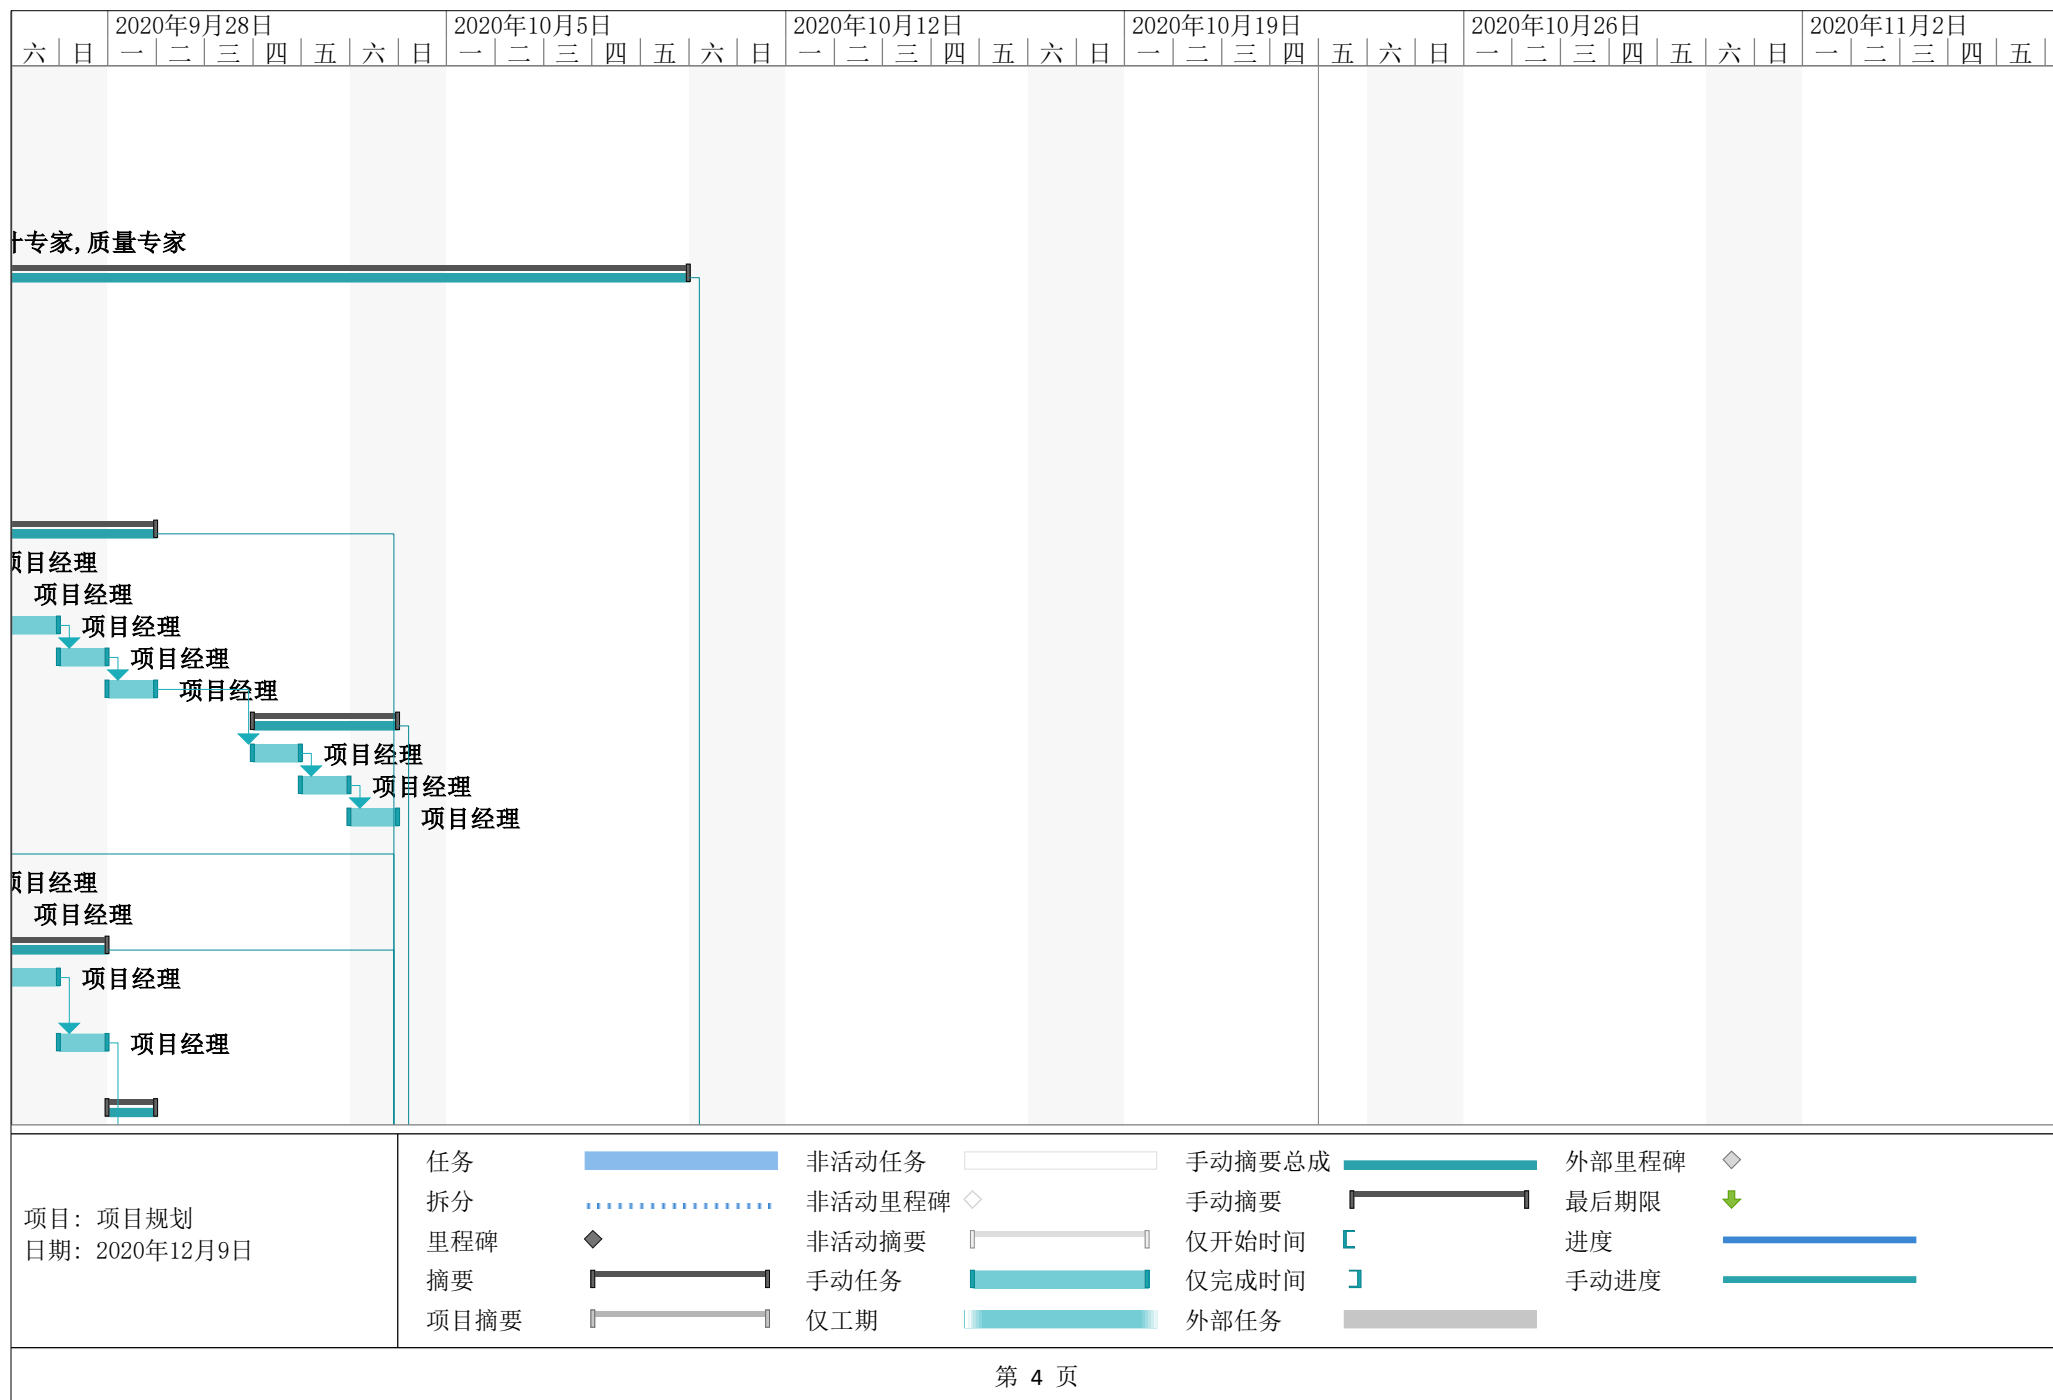 2020年9月28日 2020年10月5日 2020年10月12日 2020年10月19日 2020年10月26日 2020年11月2日
六 日 一 二 三 四 五 六 日 一 二 三 四 五 六 日 一 二 三 四 五 六 日 一 二 三 四 五 六 日 一 二 三 四 五 六 日 一 二 三 四 五
专家,质量专家
项目经理
项目经理
项目经理
项目经理
项目经理
项目经理
项目经理
项目经理
项目经理
项目经理
项目经理
项目经理
项目: 项目规划
日期: 2020年12月9日
任务 非活动任务 手动摘要总成 外部里程碑
拆分 非活动里程碑 手动摘要 最后期限
里程碑 非活动摘要 仅开始时间 进度
摘要 手动任务 仅完成时间 手动进度
项目摘要 仅工期 外部任务
第 4 页